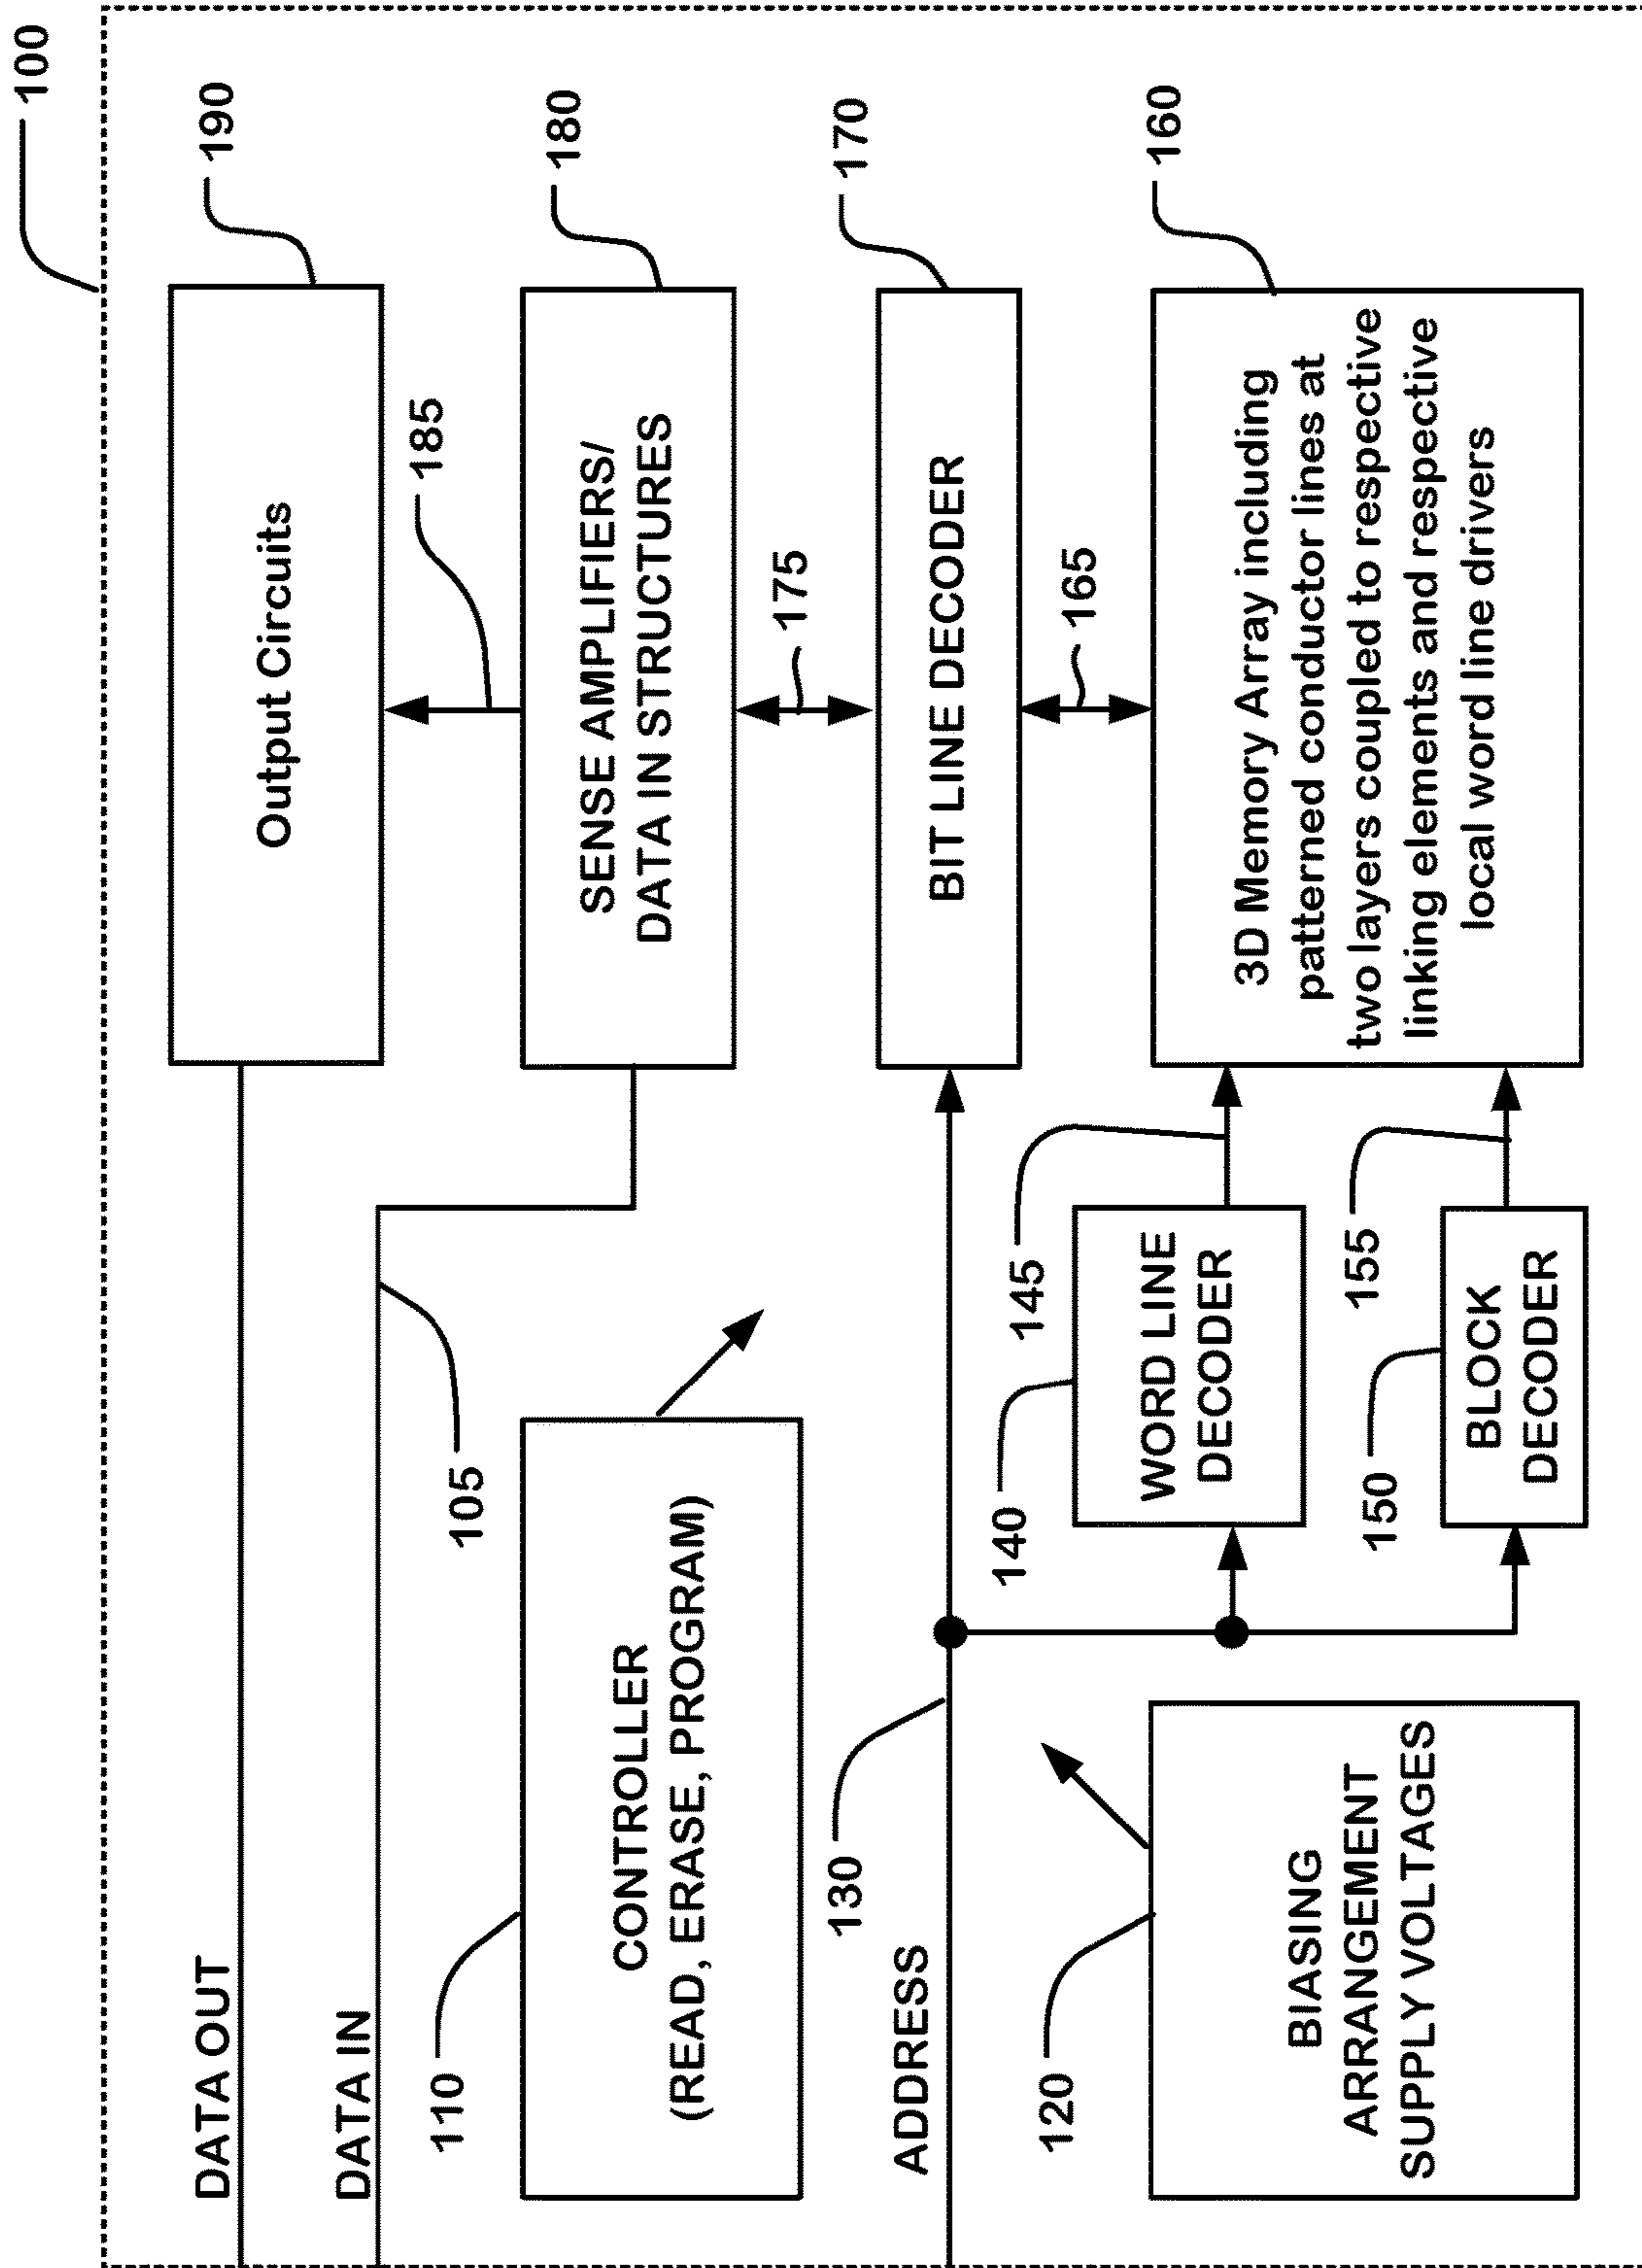 100
DATA OUT
Output Circuits
190
DATA IN
105
185
SENSE AMPLIFIERS/
DATA IN STRUCTURES
180
110
CONTROLLER
(READ, ERASE, PROGRAM)
175
130
ADDRESS
BIT LINE DECODER
170
165
120
BIASING
ARRANGEMENT
SUPPLY VOLTAGES
140
WORD LINE
DECODER
145
150
BLOCK
DECODER
155
3D Memory Array including
patterned conductor lines at
two layers coupled to respective
linking elements and respective
local word line drivers
160